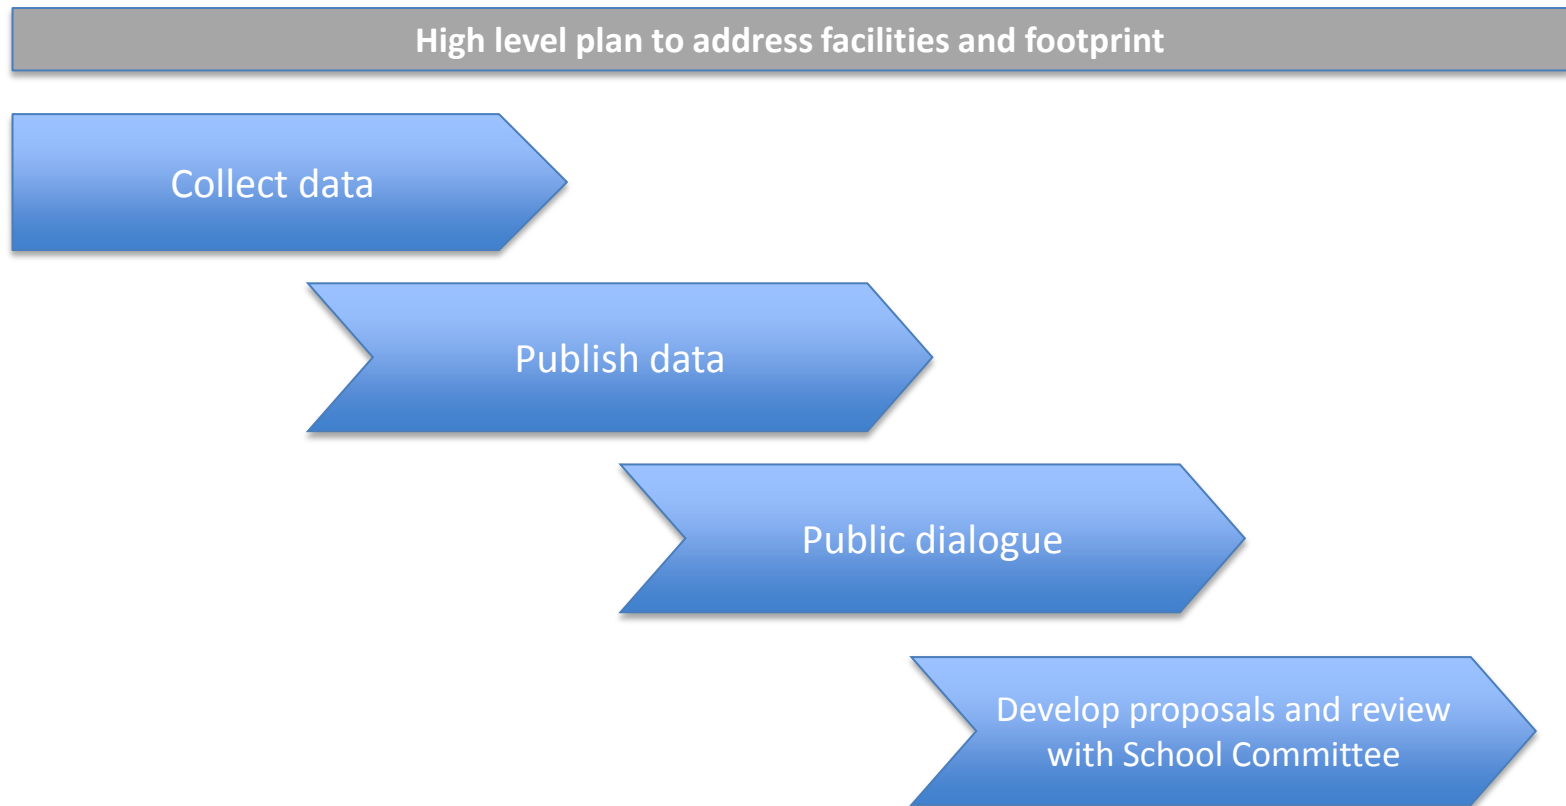 High level plan to address facilities and footprint
Collect data
Publish data
Public dialogue
Develop proposals and review
with School Committee